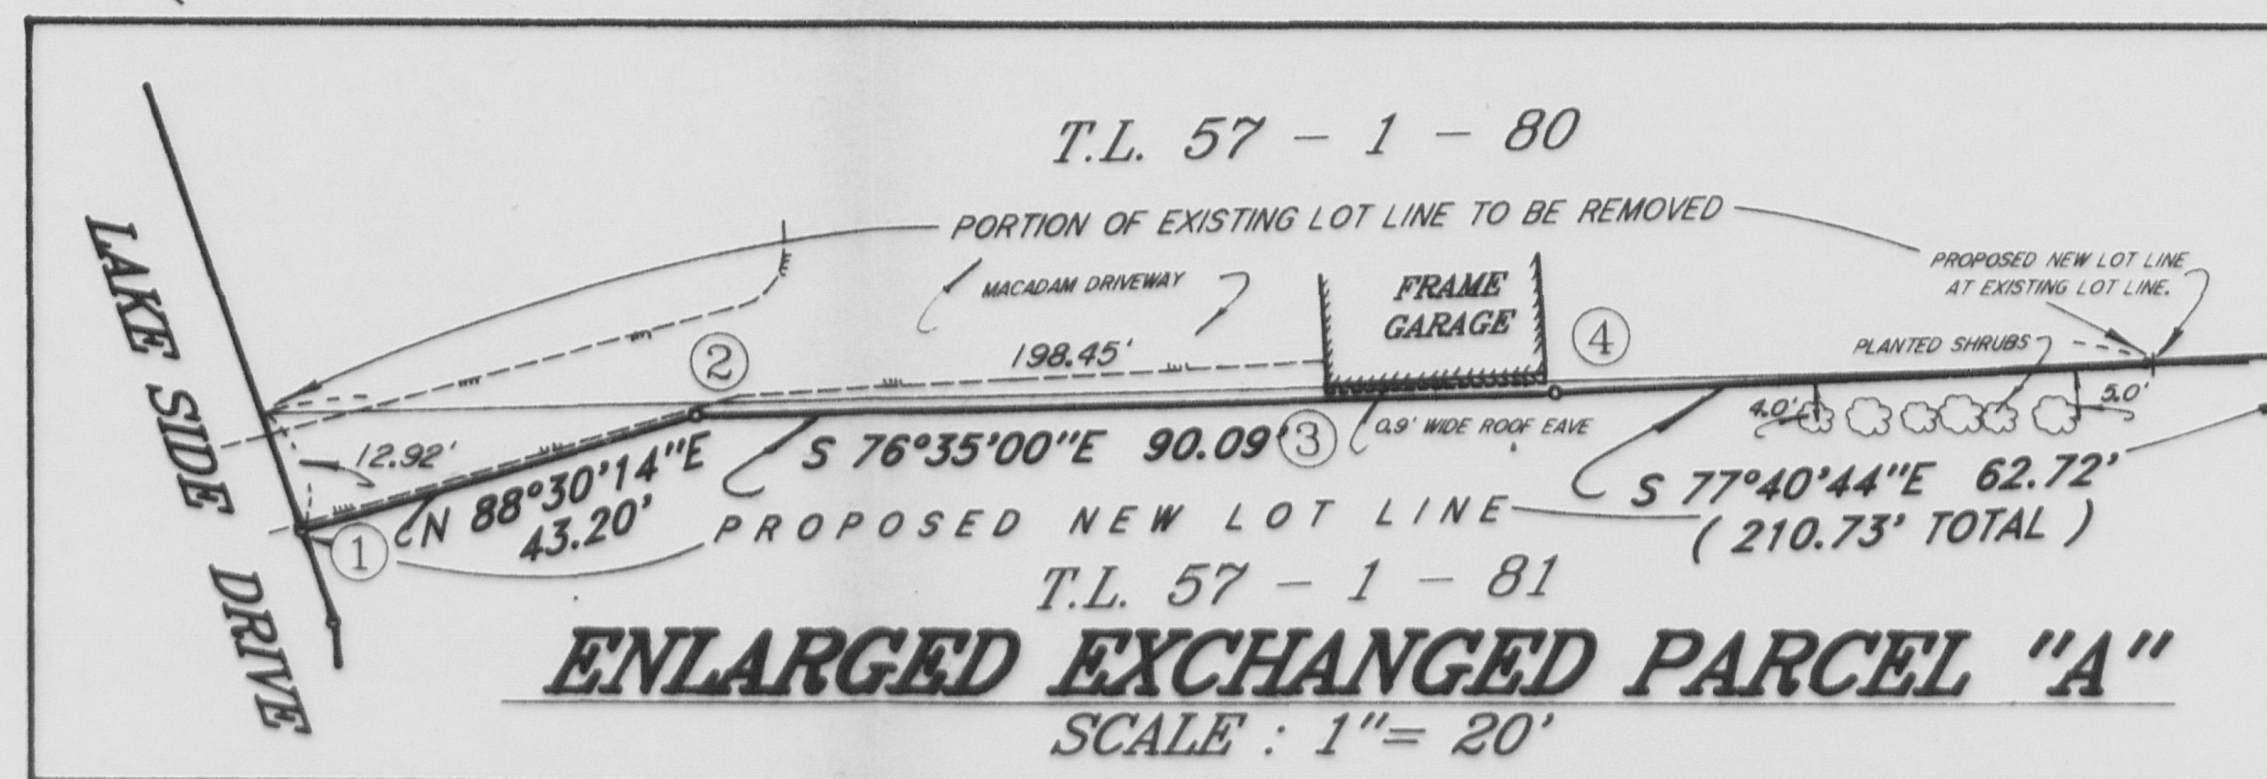 T.L. 57 - 1 - 80
PORTION OF EXISTING LOT LINE TO BE REMOVED
PROPOSED NEW LOT LINE
AT EXISTING LOT LINE.
MACADAM DRIVEWAY
FRAME
GARAGE
LAKE SIDE DRIVE
2
198.45'
4
PLANTED SHRUBS
12.92'
4.0'
5.0'
0.9' WIDE ROOF EAVE
S 76°35'00"E 90.09'
3
N 88°30'14"E
43.20'
1
S 77°40'44"E 62.72'
( 210.73' TOTAL )
PROPOSED NEW LOT LINE
T.L. 57 - 1 - 81
ENLARGED EXCHANGED PARCEL "A"
SCALE : 1"= 20'